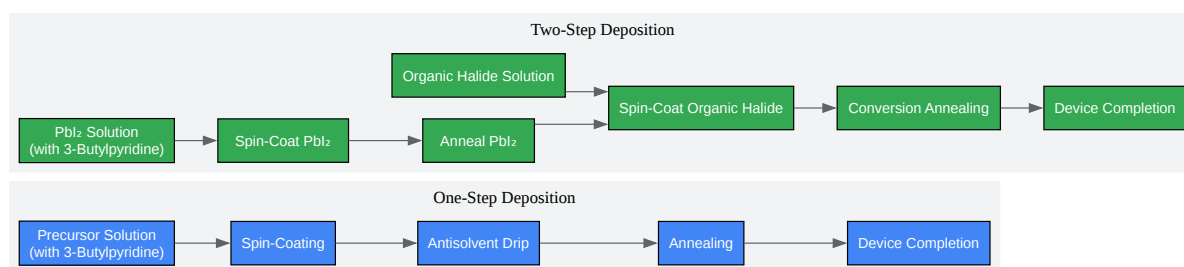 Two-Step Deposition
Organic Halide Solution
Spin-Coat Organic Halide
Conversion Annealing
Device Completion
PbI₂ Solution
(with 3-Butylpyridine)
Spin-Coat PbI₂
Anneal PbI₂
One-Step Deposition
Precursor Solution
(with 3-Butylpyridine)
Spin-Coating
Antisolvent Drip
Annealing
Device Completion